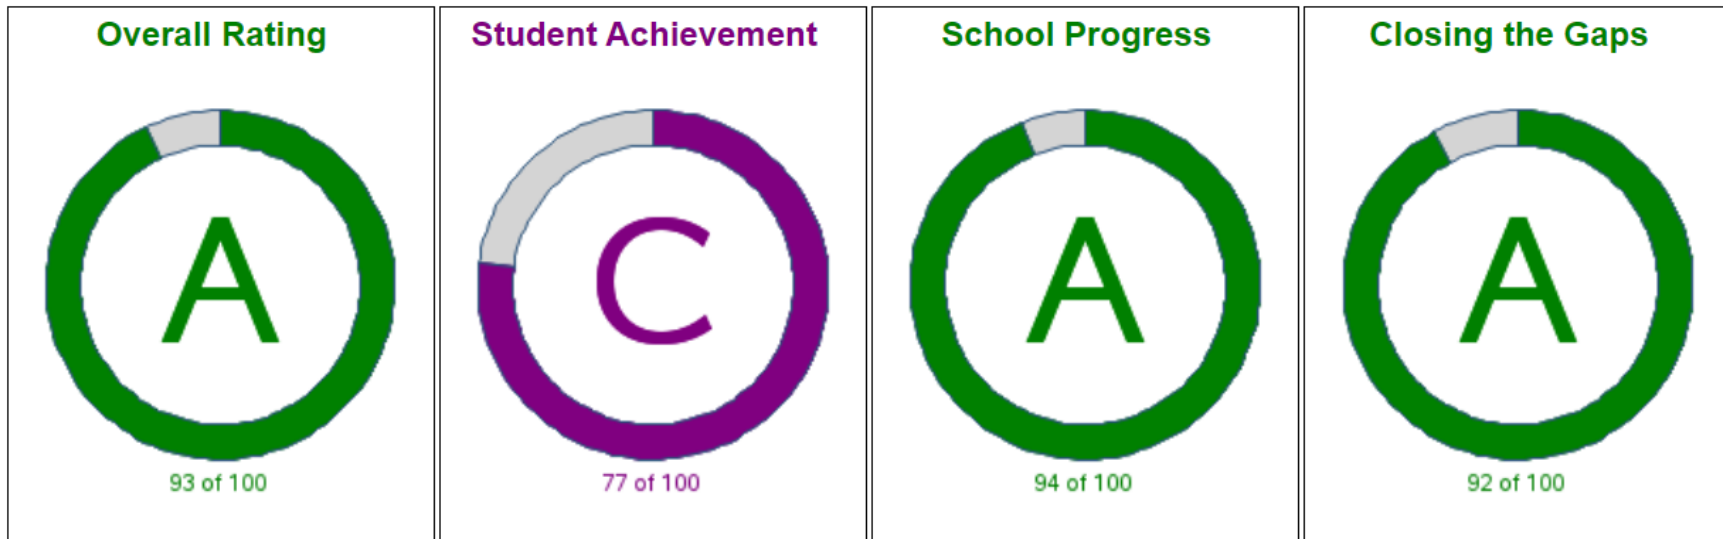 Overall Rating
A
93 of 100
Student Achievement
C
77 of 100
School Progress
A
94 of 100
Closing the Gaps
A
92 of 100